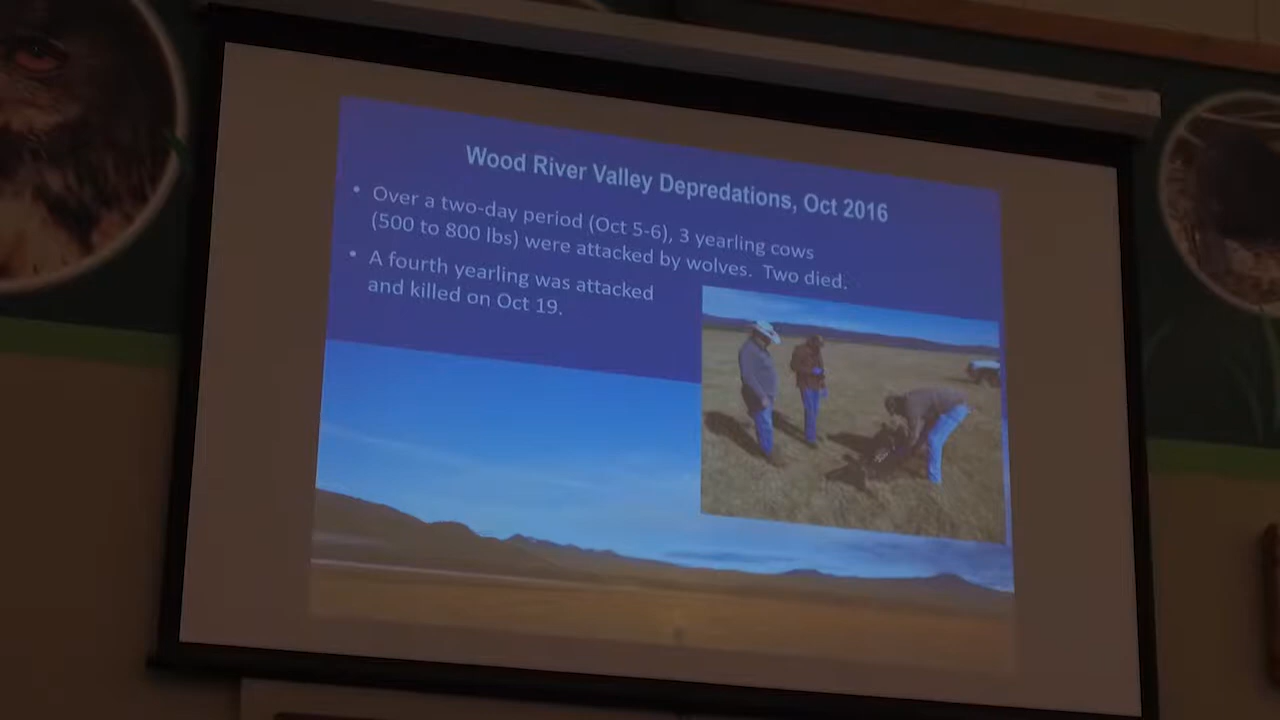 Wood River Valley Depredations, Oct 2016
• Over a two-day period (Oct 5-6), 3 yearling cows
(500 to 800 lbs) were attacked by wolves. Two died.
• A fourth yearling was attacked
and killed on Oct 19.